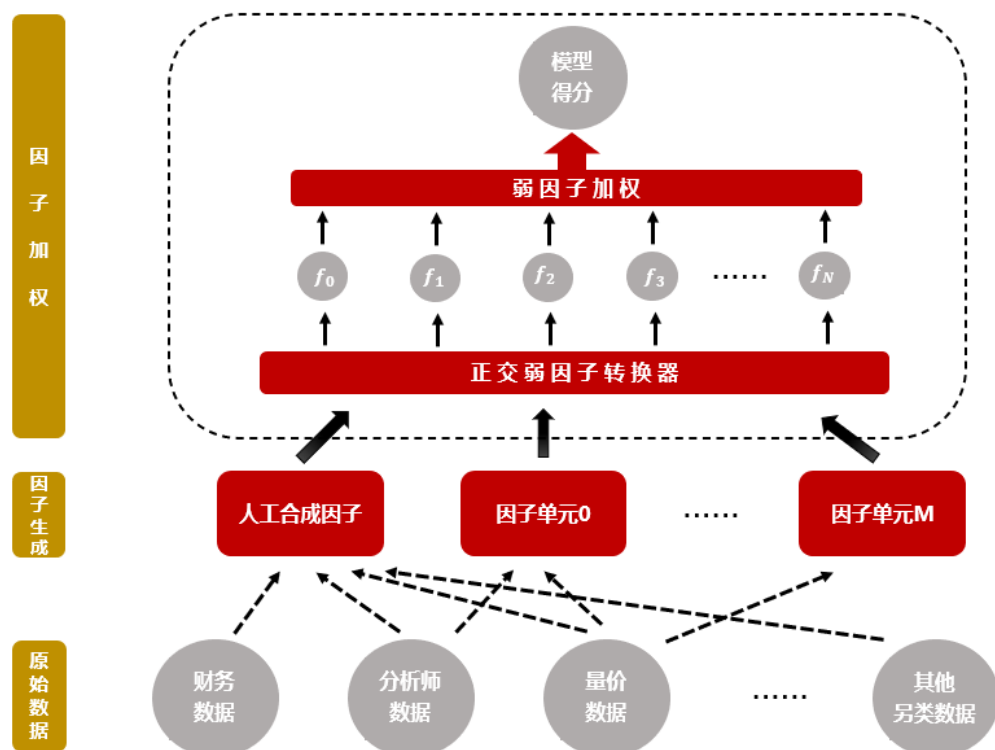 因子加权
模型
得分
弱因子加权
f₀ f₁ f₂ f₃ ······ f_N
正交弱因子转换器
因子生成
人工合成因子 因子单元0 ······ 因子单元M
原始数据
财务
数据
分析师
数据
量价
数据
······
其他
另类数据